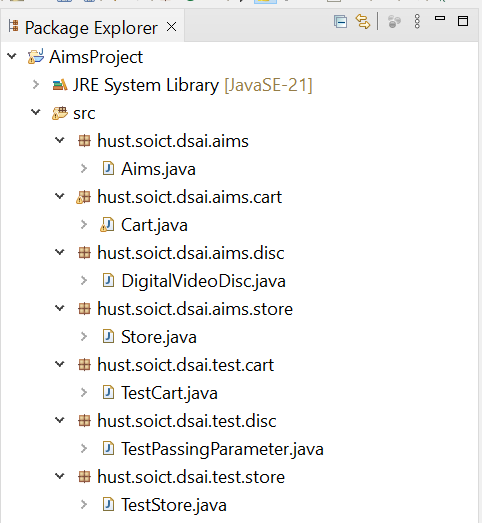 Package Explorer
AimsProject
JRE System Library [JavaSE-21]
src
hust.soict.dsai.aims
Aims.java
hust.soict.dsai.aims.cart
Cart.java
hust.soict.dsai.aims.disc
DigitalVideoDisc.java
hust.soict.dsai.aims.store
Store.java
hust.soict.dsai.test.cart
TestCart.java
hust.soict.dsai.test.disc
TestPassingParameter.java
hust.soict.dsai.test.store
TestStore.java